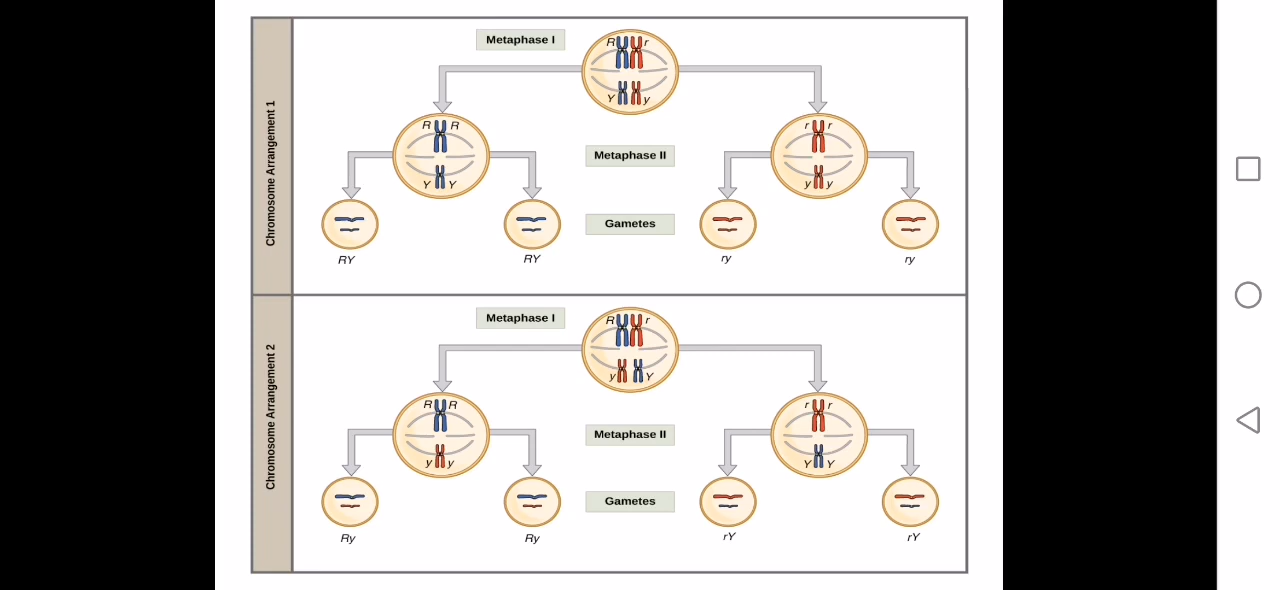 Chromosome Arrangement 1
Metaphase I
R r
Y y
R R
r r
Metaphase II
Y Y
y y
Gametes
RY
RY
ry
ry
Chromosome Arrangement 2
Metaphase I
R r
y Y
R R
r r
Metaphase II
y y
Y Y
Gametes
Ry
Ry
rY
rY